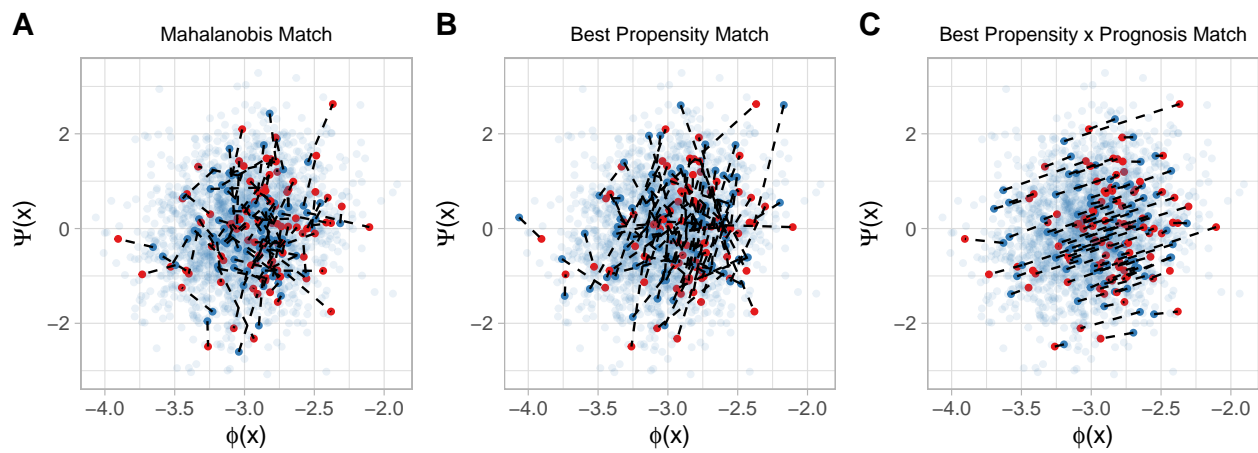 A Mahalanobis Match
Ψ(x)
2
0
−2
−4.0 −3.5 −3.0 −2.5 −2.0
ϕ(x)
B Best Propensity Match
Ψ(x)
2
0
−2
−4.0 −3.5 −3.0 −2.5 −2.0
ϕ(x)
C Best Propensity x Prognosis Match
Ψ(x)
2
0
−2
−4.0 −3.5 −3.0 −2.5 −2.0
ϕ(x)